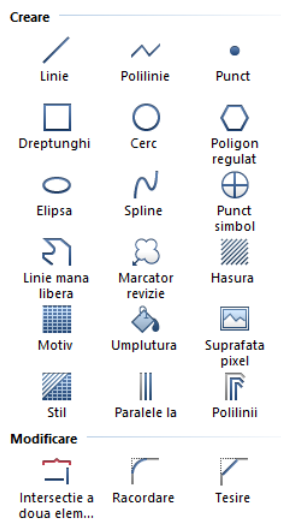 Creare
Linie Polilinie Punct
Dreptunghi Cerc Poligon
regulat
Elipsa Spline Punct
simbol
Linie mana Marcator Hasura
libera revizie
Motiv Umplutura Suprafata
pixel
Stil Paralele la Polilinii
Modificare
Intersectie a Racordare Tesire
doua elem...